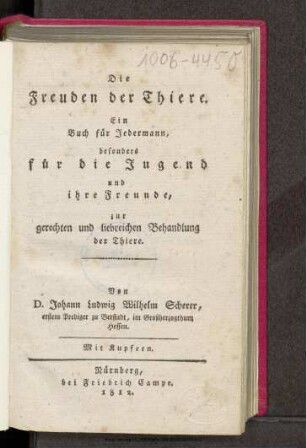 1006-4450
Die
Freuden der Thiere.
Ein
Buch für Jedermann,
besonders
für die Jugend
und
ihre Freunde,
zur
gerechten und liebreichen Behandlung
der Thiere.
Von
D. Johann Ludwig Wilhelm Scherer,
erstem Prediger zu Berstadt, im Großherzogthum
Hessen.
Mit Kupfern.
Nürnberg,
bei Friedrich Campe.
1812.